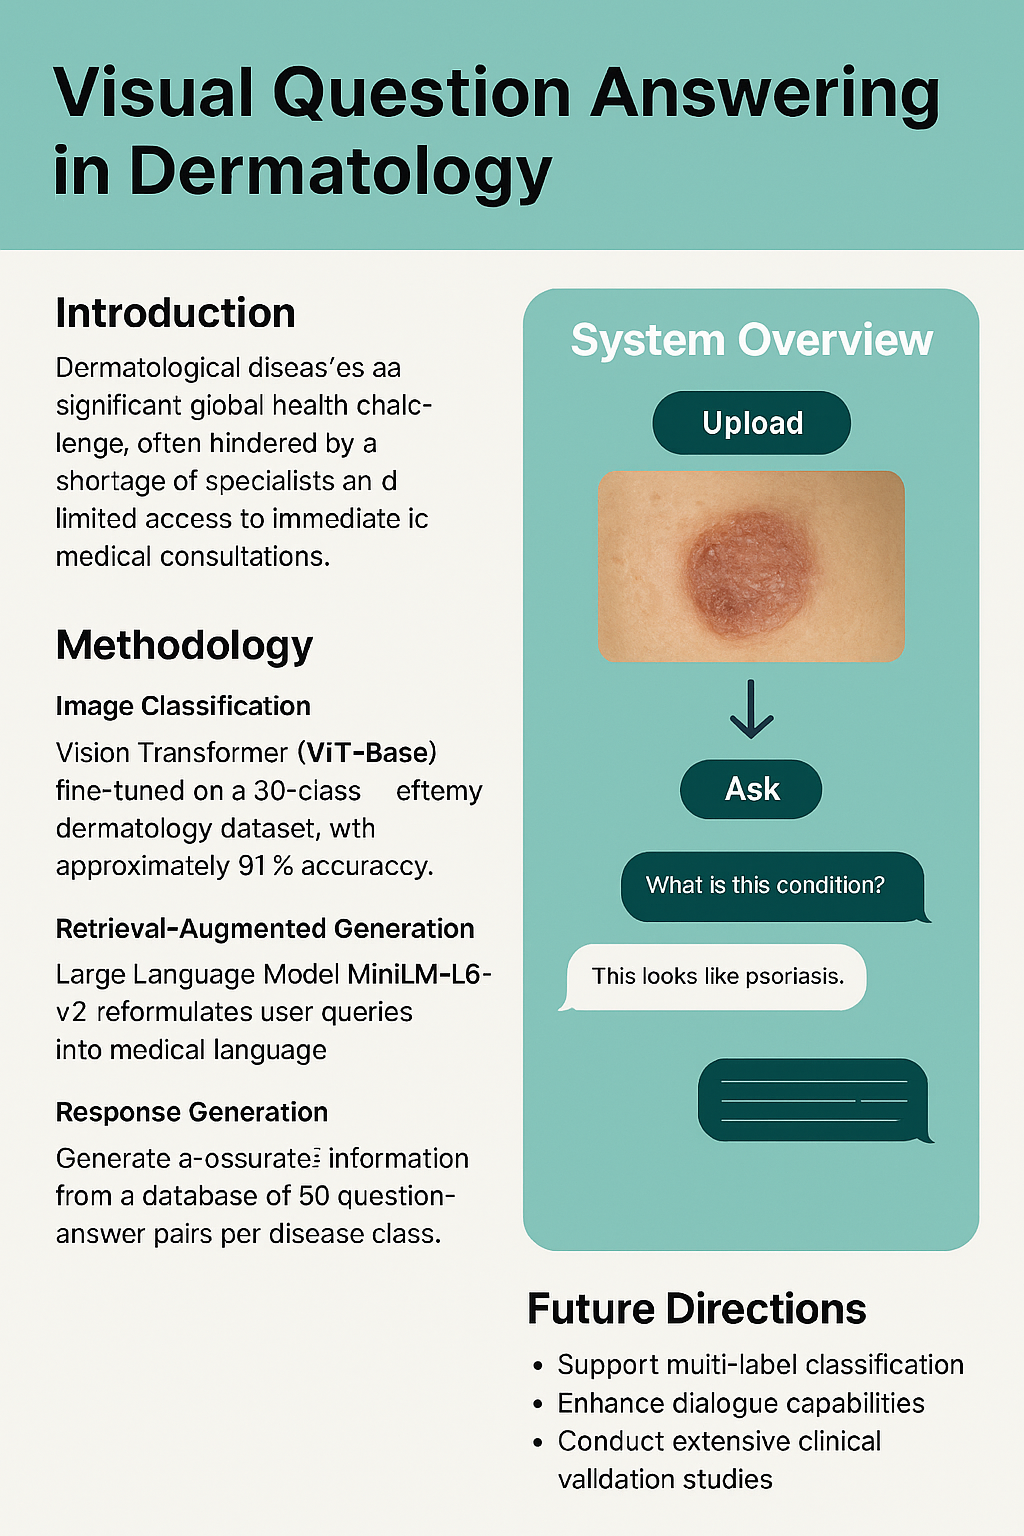 Visual Question Answering
in Dermatology
Introduction
Dermatological diseas’es aa
significant giobal health chalc-
lenge, often hindered by a
shortage of specialists an d
limited access to immediate ic
medical consultations.
Methodology
Image Classification
Vision Transformer (ViT-Base)
fine-tuned on a 30-ciass eftemy
dermatology dataset, wth
approximately 91 % accuraccy.
Retrieval-Augmented Generation
Large Language Model MiniLM-L6-
v2 reformulates user queries
into medical language
Response Generation
Generate a-ossurate information
from a database of 50 question-
answer pairs per disease class.
System Overview
Upload
Ask
What is this condition?
This looks like psoriasis.
Future Directions
• Support muiti-label classification
• Enhance dialogue capabilities
• Conduct extensive clinical
valldation studies